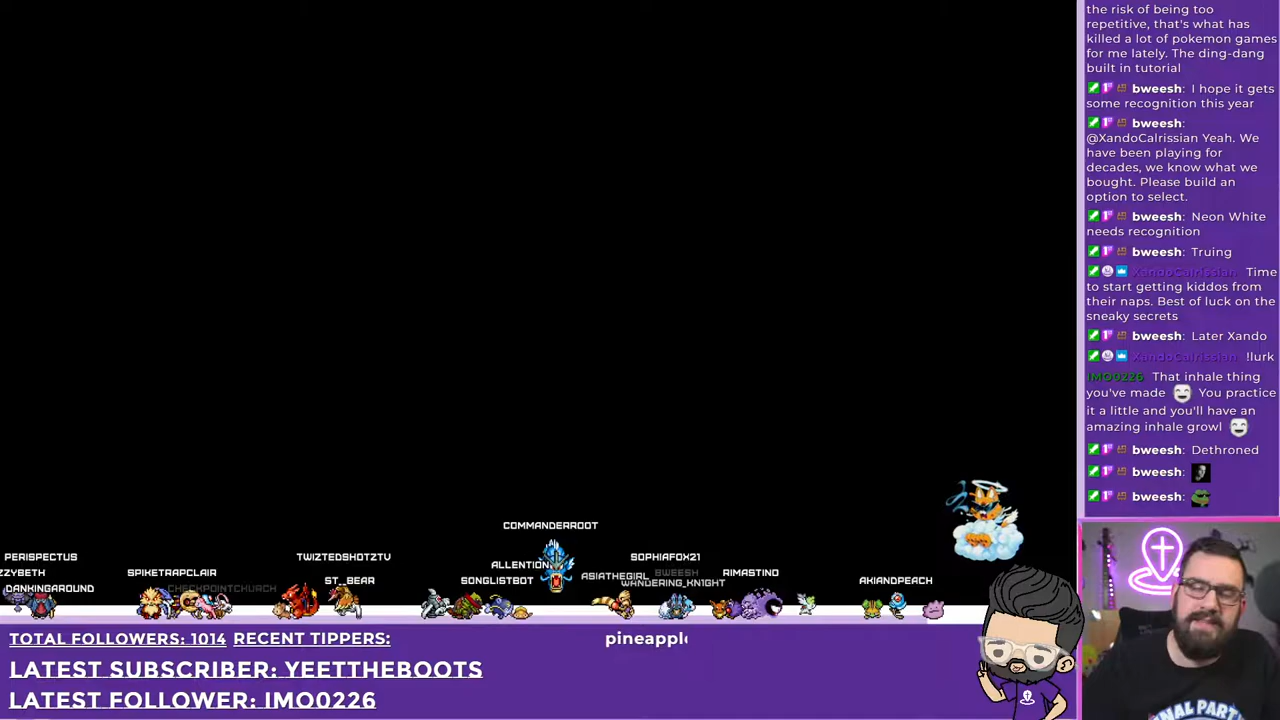 the risk of being too
repetitive, that's what has
killed a lot of pokemon games
for me lately. The ding-dang
built in tutorial
bweesh: I hope it gets
some recognition this year
bweesh:
@XandoCalrissian Yeah. We
have been playing for
decades, we know what we
bought. Please build an
option to select.
bweesh: Neon White
needs recognition
bweesh: Truing
XandoCalrissian Time
to start getting kiddos from
their naps. Best of luck on the
sneaky secrets
bweesh: Later Xando
XandoCalrissian !lurk
IMO0226 That inhale thing
you've made You practice
it a little and you'll have an
amazing inhale growl
bweesh: Dethroned
bweesh:
bweesh:
COMMANDERROOT
PERISPECTUS
TWIZTEDSHOTZTV
SOPHIAFOX21
ZZYBETH
SPIKETRAPCLAIR
ALLENTION
BWEESH
RIMASTINO
DANKINGAROUND
CHECKPOINTCHURCH
ST__BEAR
SONGLISTBOT
ASIATHEGIRL
WANDERING_KNIGHT
AKIANDPEACH
TOTAL FOLLOWERS: 1014 RECENT TIPPERS:
pineapple
LATEST SUBSCRIBER: YEETTHEBOOTS
LATEST FOLLOWER: IMO0226